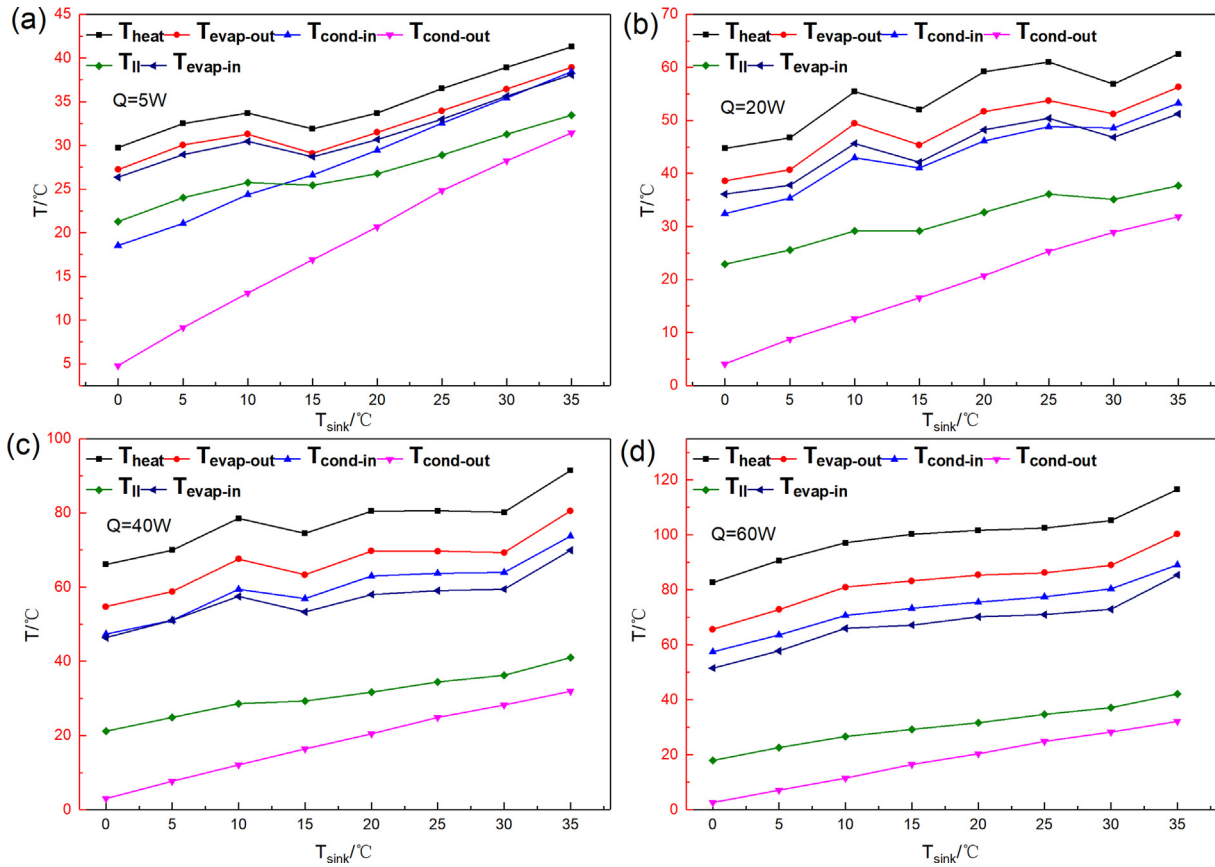 (a)
T_heat T_evap-out T_cond-in T_cond-out
T_ll T_evap-in
Q=5W
45
40
35
30
25
20
15
10
5
T/℃
0 5 10 15 20 25 30 35
T_sink/℃
(b)
T_heat T_evap-out T_cond-in T_cond-out
T_ll T_evap-in
Q=20W
70
60
50
40
30
20
10
0
T/℃
0 5 10 15 20 25 30 35
T_sink/℃
(c)
T_heat T_evap-out T_cond-in T_cond-out
T_ll T_evap-in
Q=40W
100
80
60
40
20
0
T/℃
0 5 10 15 20 25 30 35
T_sink/℃
(d)
T_heat T_evap-out T_cond-in T_cond-out
T_ll T_evap-in
Q=60W
120
100
80
60
40
20
0
T/℃
0 5 10 15 20 25 30 35
T_sink/℃